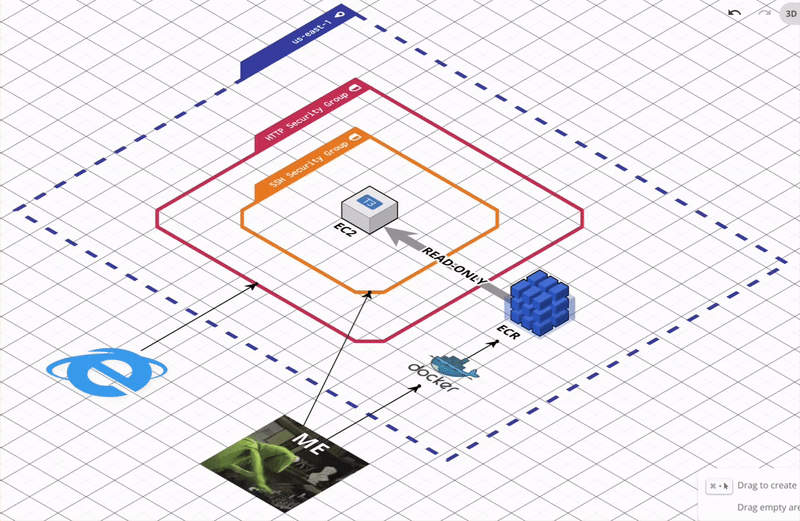 us-east-1
3D
HTTP Security Group
SSH Security Group
T3
EC2
READ-ONLY
ECR
docker
ME
⌘ +
Drag to create
Drag empty are